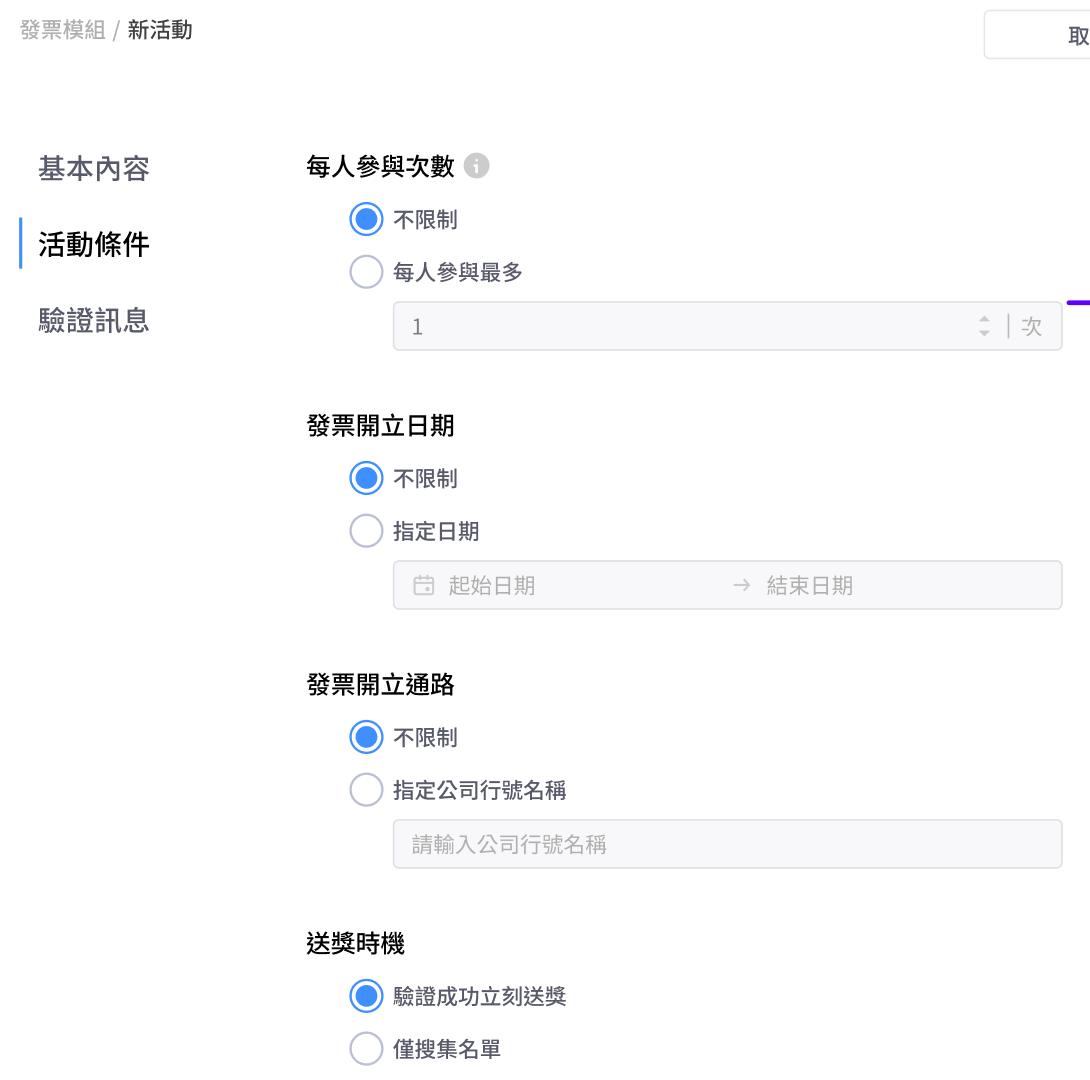 發票模組 / 新活動
取
基本內容
活動條件
驗證訊息
每人參與次數
不限制
每人參與最多
1 次
發票開立日期
不限制
指定日期
起始日期 → 結束日期
發票開立通路
不限制
指定公司行號名稱
請輸入公司行號名稱
送獎時機
驗證成功立刻送獎
僅搜集名單